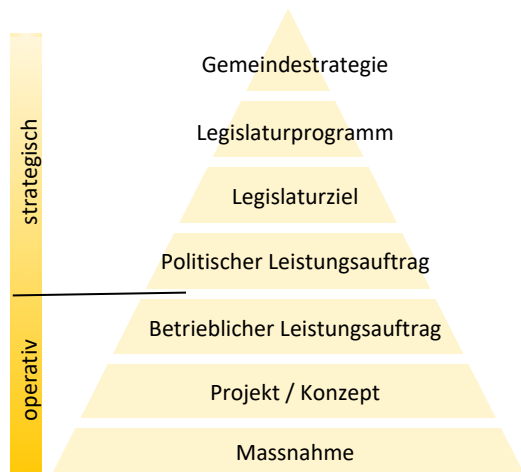 Gemeindestrategie
Legislaturprogramm
Legislaturziel
Politischer Leistungsauftrag
Betrieblicher Leistungsauftrag
Projekt / Konzept
Massnahme
strategisch
operativ